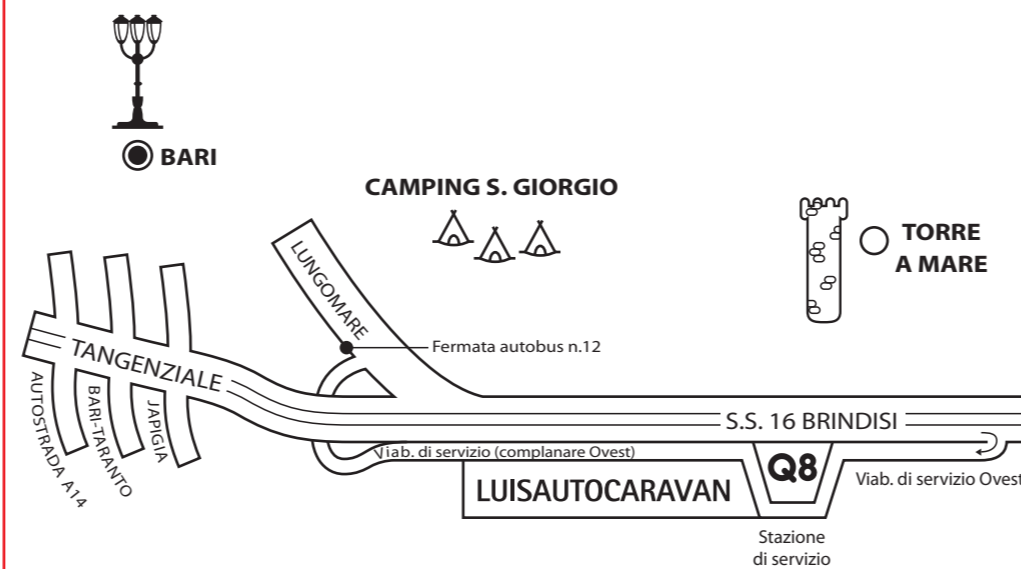 BARI
CAMPING S. GIORGIO
TORRE
A MARE
LUNGOMARE
Fermata autobus n.12
TANGENZIALE
AUTOSTRADA A14
BARI-TARANTO
JAPIGIA
S.S. 16 BRINDISI
Viab. di servizio (complanare Ovest)
Q8
Viab. di servizio Ovest
LUISAUTOCARAVAN
Stazione
di servizio